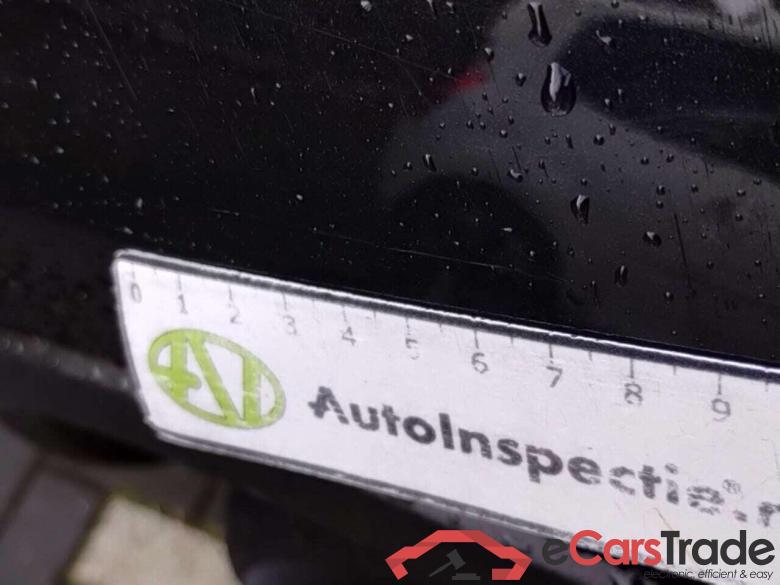 0 1 2 3 4 5 6 7 8 9
AutoInspectie®
eCarsTrade
electronic, efficient & easy